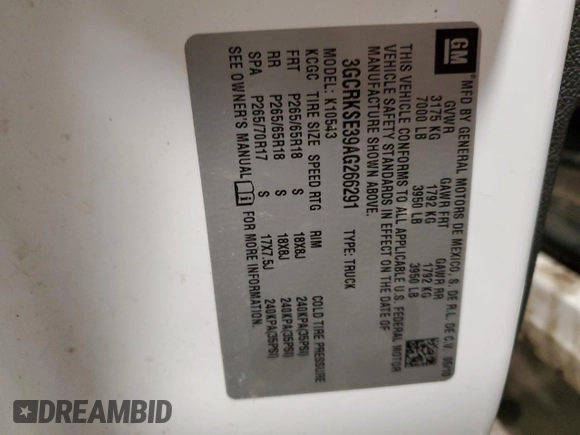 GM
MFD BY GENERAL MOTORS DE MEXICO, S. DE R.L. DE C.V. 05/10
GVWR GAWR FRT GAWR RR
3175 KG 1792 KG 1792 KG
7000 LB 3950 LB 3950 LB
THIS VEHICLE CONFORMS TO ALL APPLICABLE U.S. FEDERAL MOTOR
VEHICLE SAFETY STANDARDS IN EFFECT ON THE DATE OF
MANUFACTURE SHOWN ABOVE.
3GCRKSE39AG266291 TYPE: TRUCK
MODEL: K10543
KCGC TIRE SIZE SPEED RTG RIM COLD TIRE PRESSURE
FRT P265/65R18 S 18X8J 240KPA(35PSI)
RR P265/65R18 S 18X8J 240KPA(35PSI)
SPA P265/70R17 S 17X7.5J 240KPA(35PSI)
SEE OWNER'S MANUAL FOR MORE INFORMATION.
DREAMBID